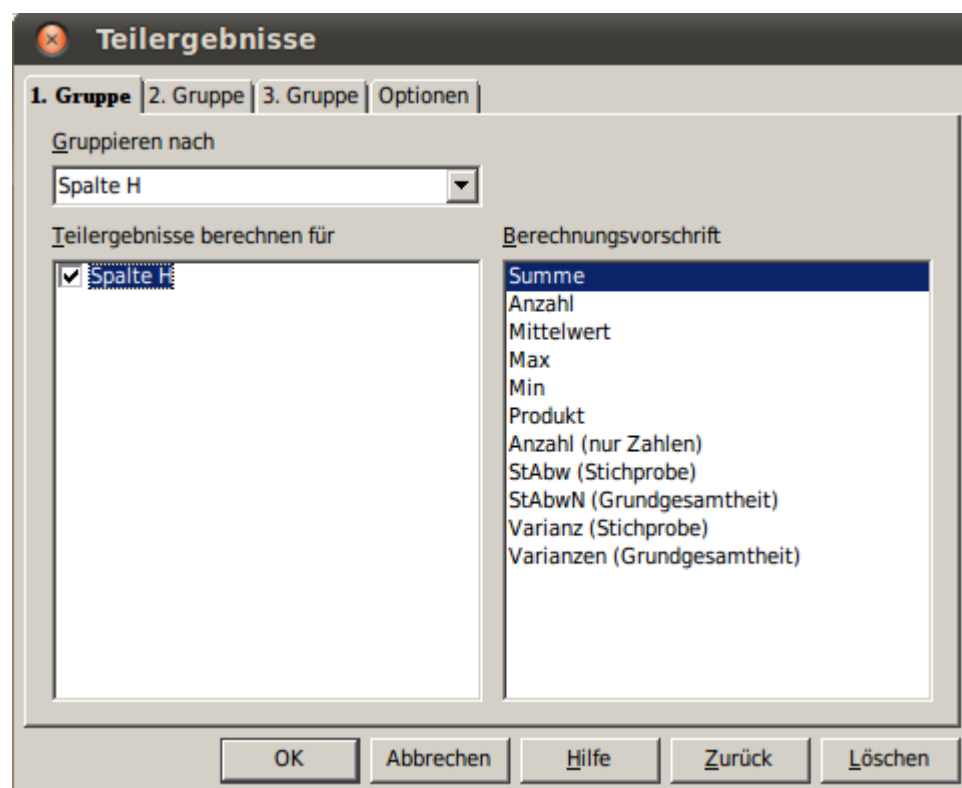 Teilergebnisse
1. Gruppe 2. Gruppe 3. Gruppe Optionen
Gruppieren nach
Spalte H
Teilergebnisse berechnen für
Spalte H
Berechnungsvorschrift
Summe
Anzahl
Mittelwert
Max
Min
Produkt
Anzahl (nur Zahlen)
StAbw (Stichprobe)
StAbwN (Grundgesamtheit)
Varianz (Stichprobe)
Varianzen (Grundgesamtheit)
OK Abbrechen Hilfe Zurück Löschen